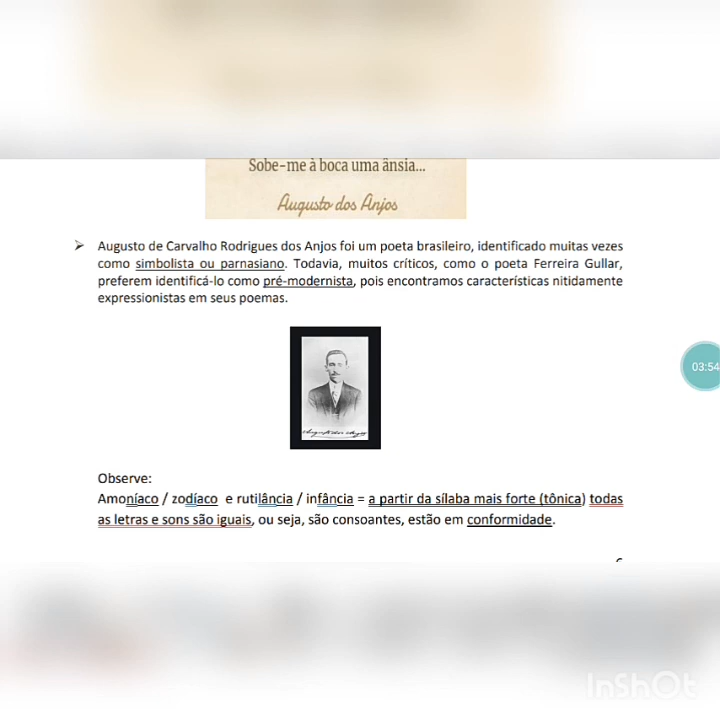 Sobe-me à boca uma ânsia...
Augusto dos Anjos
➢ Augusto de Carvalho Rodrigues dos Anjos foi um poeta brasileiro, identificado muitas vezes
como simbolista ou parnasiano. Todavia, muitos críticos, como o poeta Ferreira Gullar,
preferem identificá-lo como pré-modernista, pois encontramos características nitidamente
expressionistas em seus poemas.
03:54
Observe:
Amoníaco / zodíaco e rutilância / infância = a partir da sílaba mais forte (tônica) todas
as letras e sons são iguais, ou seja, são consoantes, estão em conformidade.
InShOt